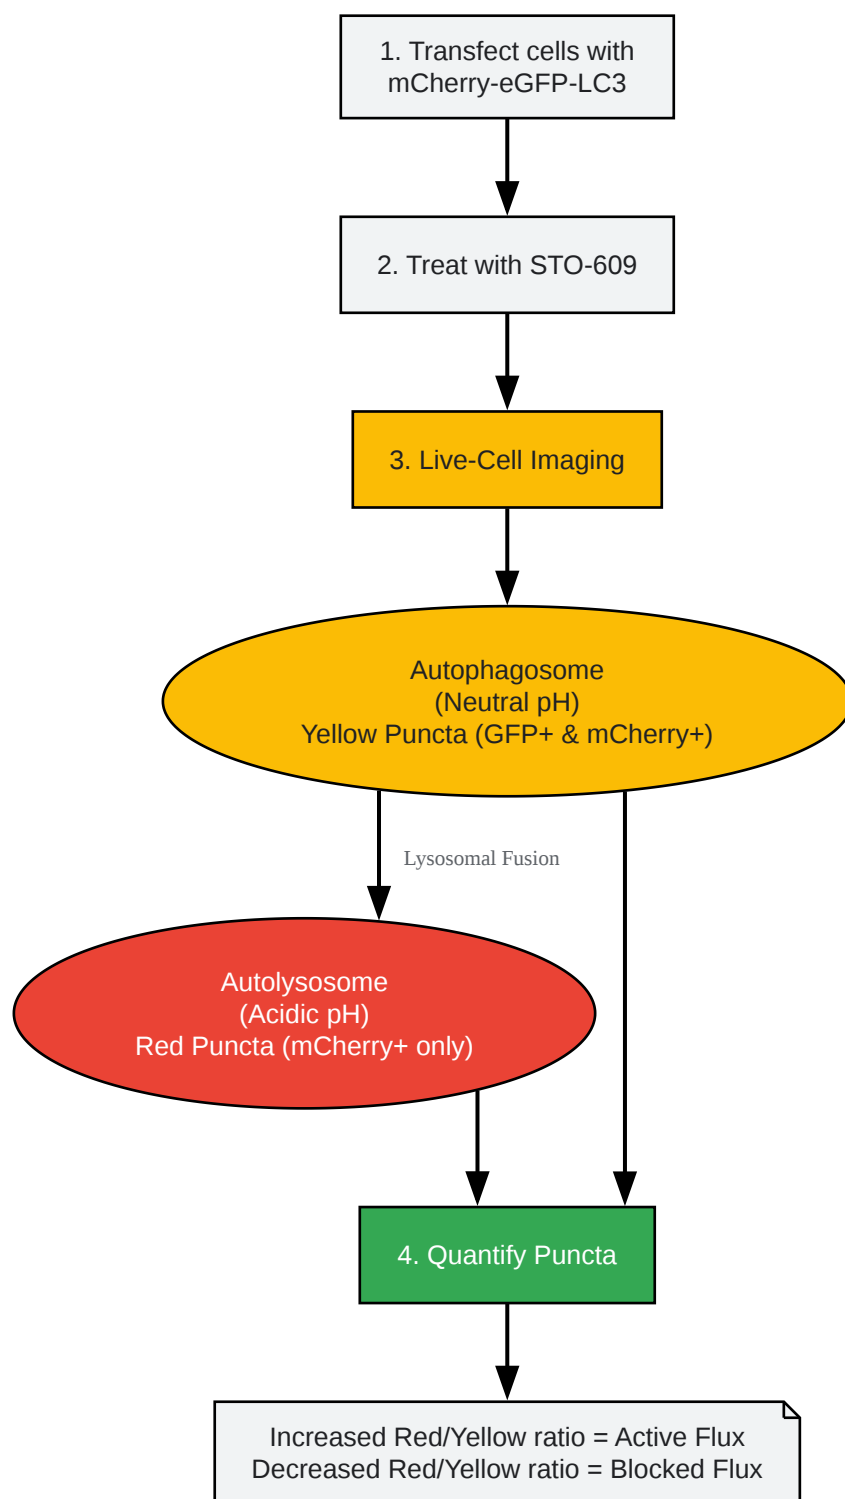 1. Transfect cells with
mCherry-eGFP-LC3
2. Treat with STO-609
3. Live-Cell Imaging
Autophagosome
(Neutral pH)
Yellow Puncta (GFP+ & mCherry+)
Lysosomal Fusion
Autolysosome
(Acidic pH)
Red Puncta (mCherry+ only)
4. Quantify Puncta
Increased Red/Yellow ratio = Active Flux
Decreased Red/Yellow ratio = Blocked Flux